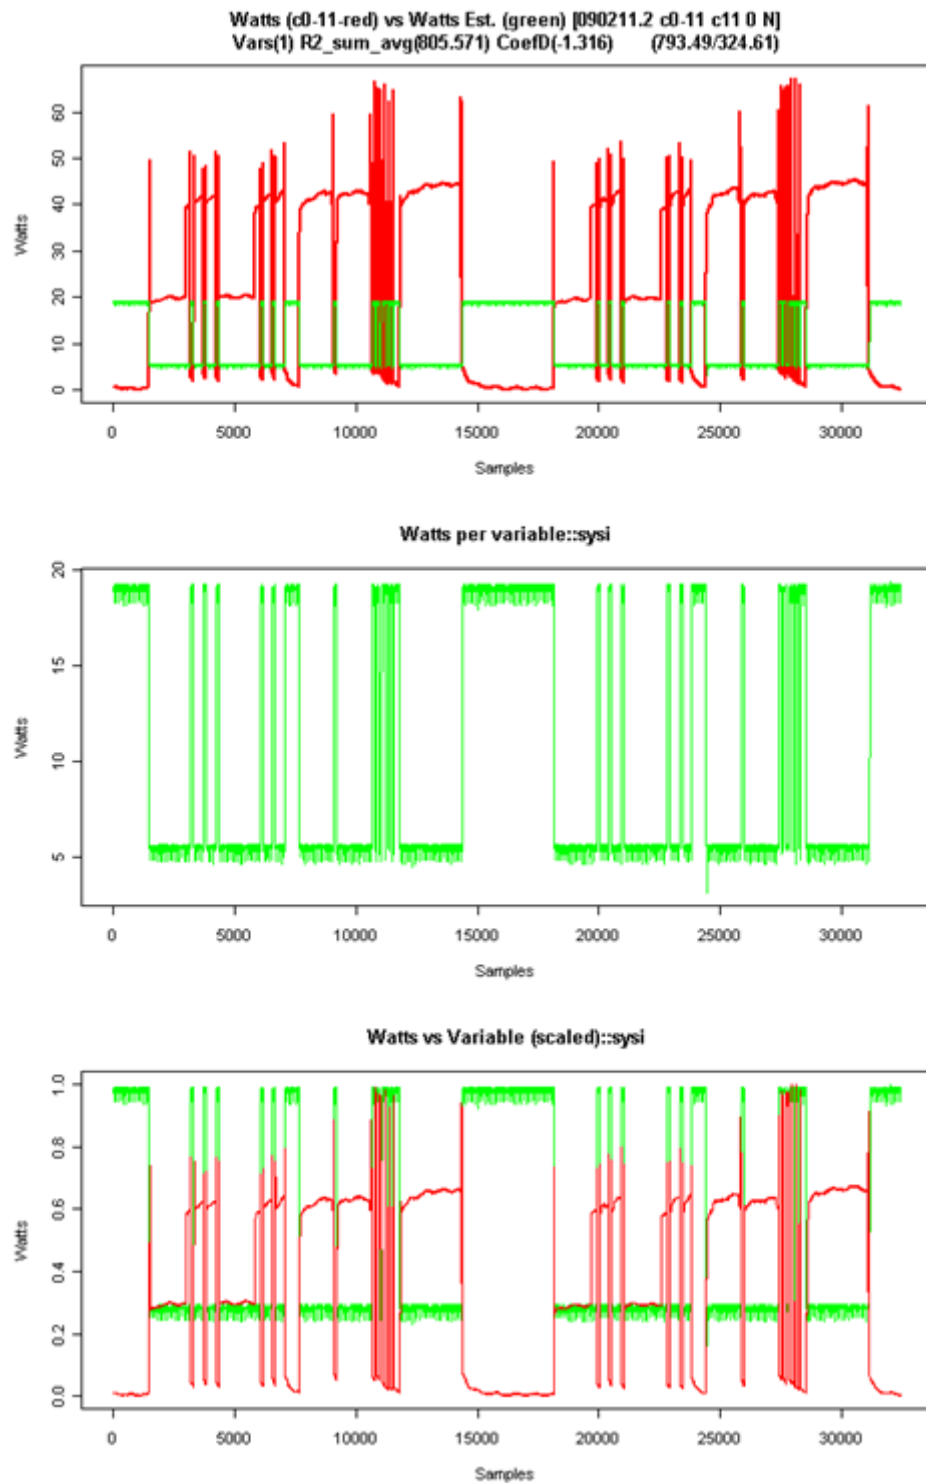 Watts (c0-11-red) vs Watts Est. (green) [090211.2 c0-11 c11 0 N]
Vars(1) R2_sum_avg(805.571) CoefD(-1.316) (793.49/324.61)
60
50
40
30
20
10
0
Watts
0 5000 10000 15000 20000 25000 30000
Samples
Watts per variable::sysi
20
15
10
5
Watts
0 5000 10000 15000 20000 25000 30000
Samples
Watts vs Variable (scaled)::sysi
1.0
0.8
0.6
0.4
0.2
0.0
Watts
0 5000 10000 15000 20000 25000 30000
Samples